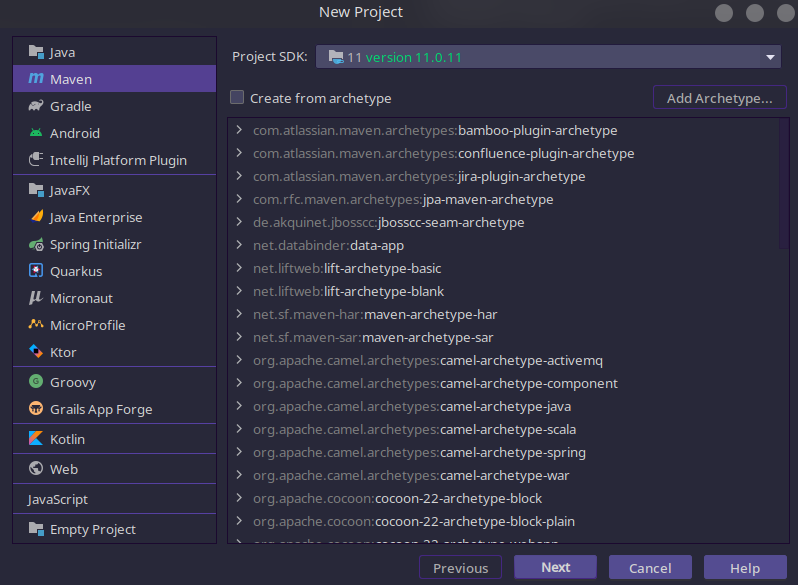 New Project
Java
Maven
Gradle
Android
IntelliJ Platform Plugin
JavaFX
Java Enterprise
Spring Initializr
Quarkus
Micronaut
MicroProfile
Ktor
Groovy
Grails App Forge
Kotlin
Web
JavaScript
Empty Project
Project SDK: 11 version 11.0.11
Create from archetype Add Archetype...
com.atlassian.maven.archetypes:bamboo-plugin-archetype
com.atlassian.maven.archetypes:confluence-plugin-archetype
com.atlassian.maven.archetypes:jira-plugin-archetype
com.rfc.maven.archetypes:jpa-maven-archetype
de.akquinet.jbosscc:jbosscc-seam-archetype
net.databinder:data-app
net.liftweb:lift-archetype-basic
net.liftweb:lift-archetype-blank
net.sf.maven-har:maven-archetype-har
net.sf.maven-sar:maven-archetype-sar
org.apache.camel.archetypes:camel-archetype-activemq
org.apache.camel.archetypes:camel-archetype-component
org.apache.camel.archetypes:camel-archetype-java
org.apache.camel.archetypes:camel-archetype-scala
org.apache.camel.archetypes:camel-archetype-spring
org.apache.camel.archetypes:camel-archetype-war
org.apache.cocoon:cocoon-22-archetype-block
org.apache.cocoon:cocoon-22-archetype-block-plain
org.apache.cocoon:cocoon-22-archetype-webapp
Previous Next Cancel Help